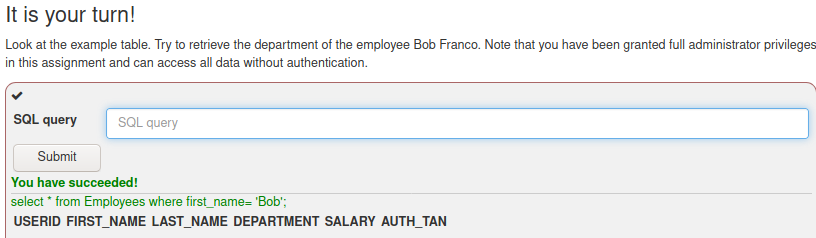 It is your turn!
Look at the example table. Try to retrieve the department of the employee Bob Franco. Note that you have been granted full administrator privileges
in this assignment and can access all data without authentication.
SQL query SQL query
Submit
You have succeeded!
select * from Employees where first_name= 'Bob';
USERID FIRST_NAME LAST_NAME DEPARTMENT SALARY AUTH_TAN